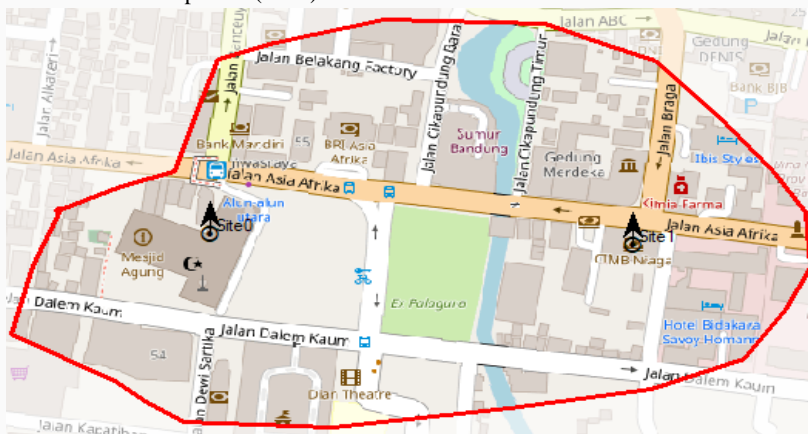 Jalan ABC
Gedung
DENIS
Bank BJB
Jalan Alkateri
Jalan Belakang Factory
Jalan Cikapundung Barat
Jalan Cikapundung Timur
Jalan Braga
Bank Mandiri
55
BRI Asia
Afrika
Sumur
Bandung
Gedung
Merdeka
Ibis Styles
Jalan Asia Afrika
Jalan Asia Afrika
Kimia Farma
Alun-alun
utara
Site0
Site1
Jalan Asia Afrika
Mesjid
Agung
CIMB Niaga
Ex Palaguna
Dalem Kaum
Jalan Dalem Kaum
Hotel Bidakara
Savoy Homann
54
Jalan Dewi Sartika
Dian Theatre
Jalan Dalem Kaum